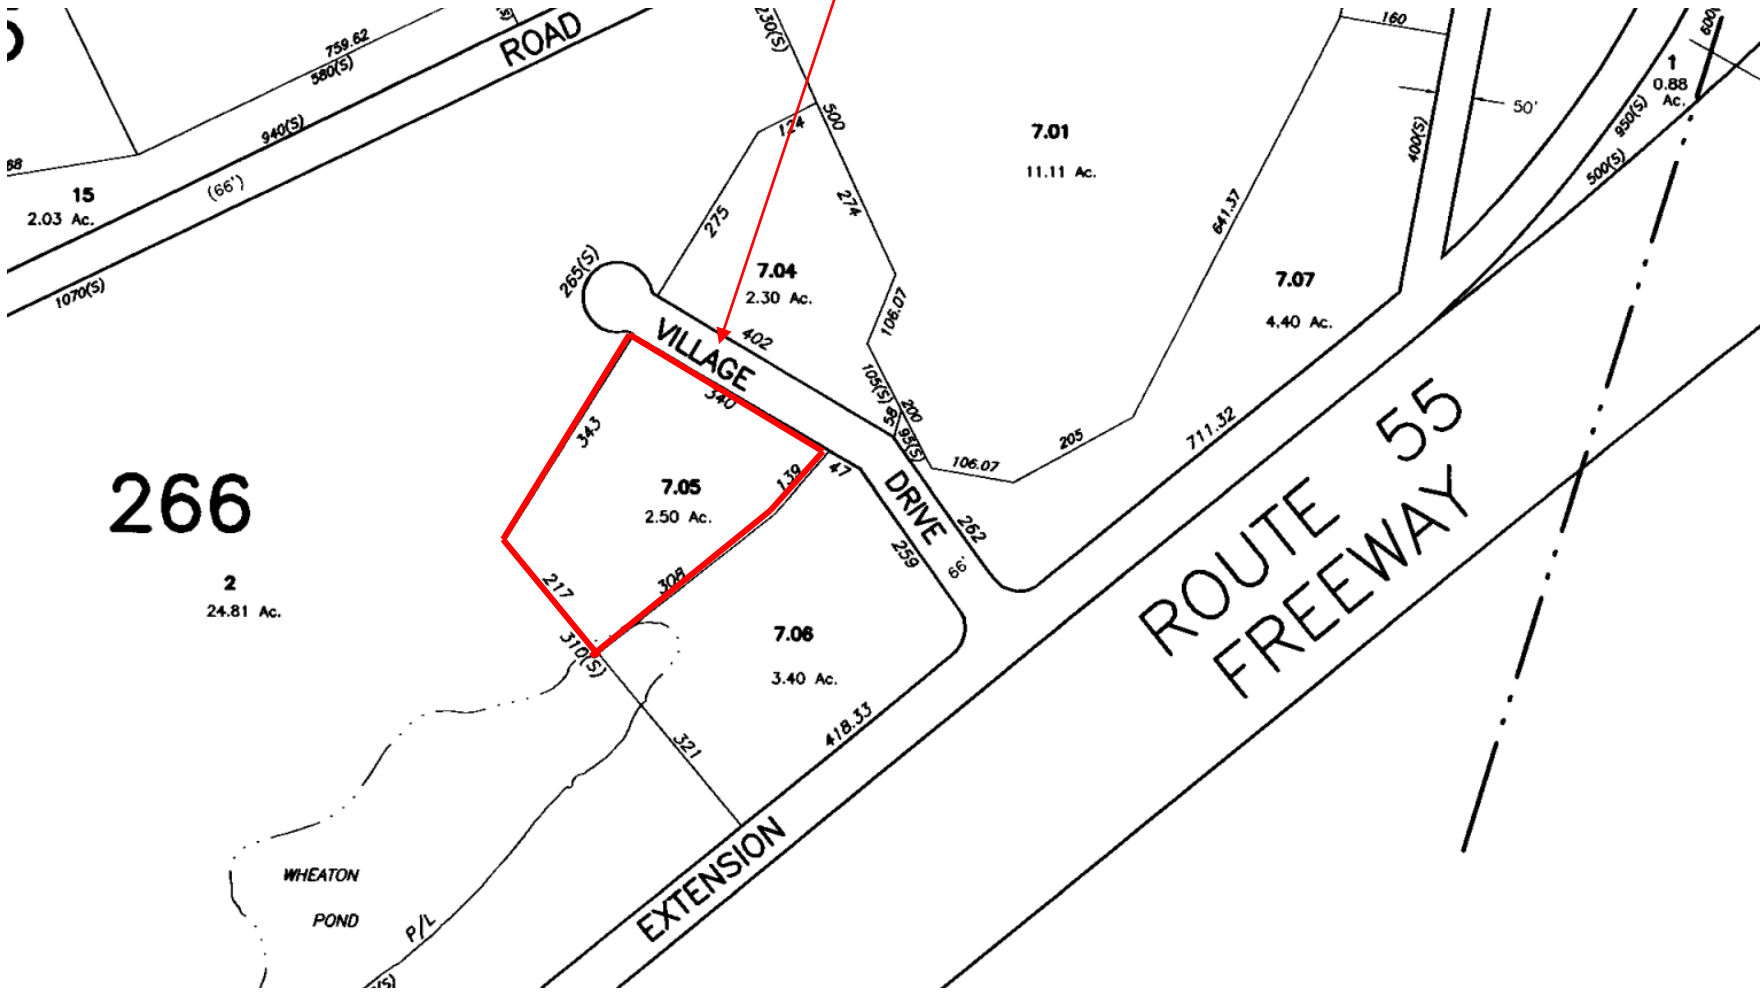 759.62
580(S)
ROAD
940(S)
(66')
88
15
2.03 Ac.
1070(S)
230(S)
500
124
274
275
265(S)
7.04
2.30 Ac.
402
106.07
105(S)
58
200
95(S)
7.01
11.11 Ac.
160
50'
400(S)
641.37
7.07
4.40 Ac.
1
0.88
Ac.
600(
950(S)
500(S)
VILLAGE
340
343
7.05
2.50 Ac.
139
47
308
217
310(S)
DRIVE
262
259
66'
106.07
205
711.32
ROUTE 55
FREEWAY
266
2
24.81 Ac.
7.06
3.40 Ac.
418.33
321
EXTENSION
WHEATON
POND
P/L
(S)